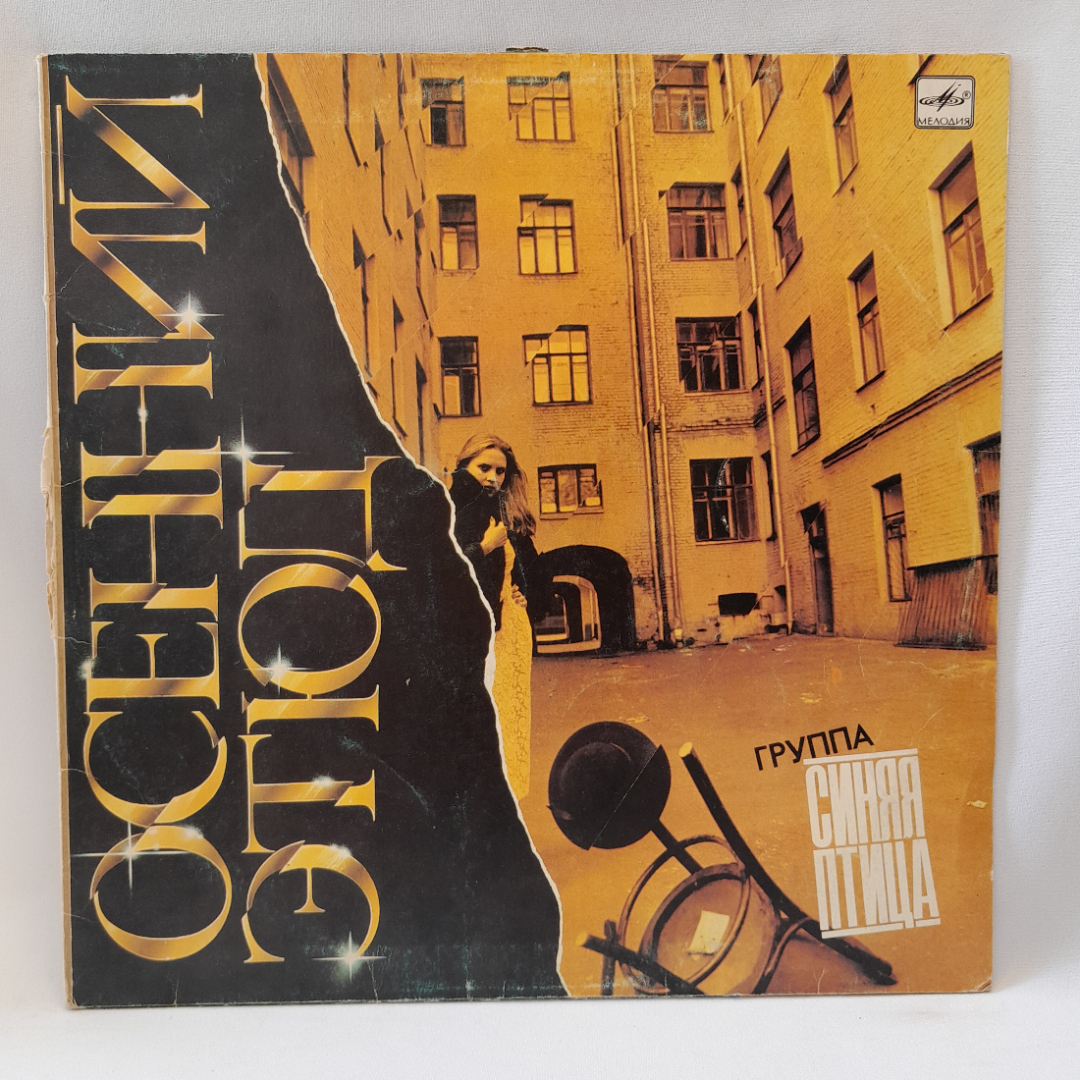 ОСЕННИЙ
ЭТЮД
МЕЛОДИЯ
ГРУППА
СИНЯЯ
ПТИЦА